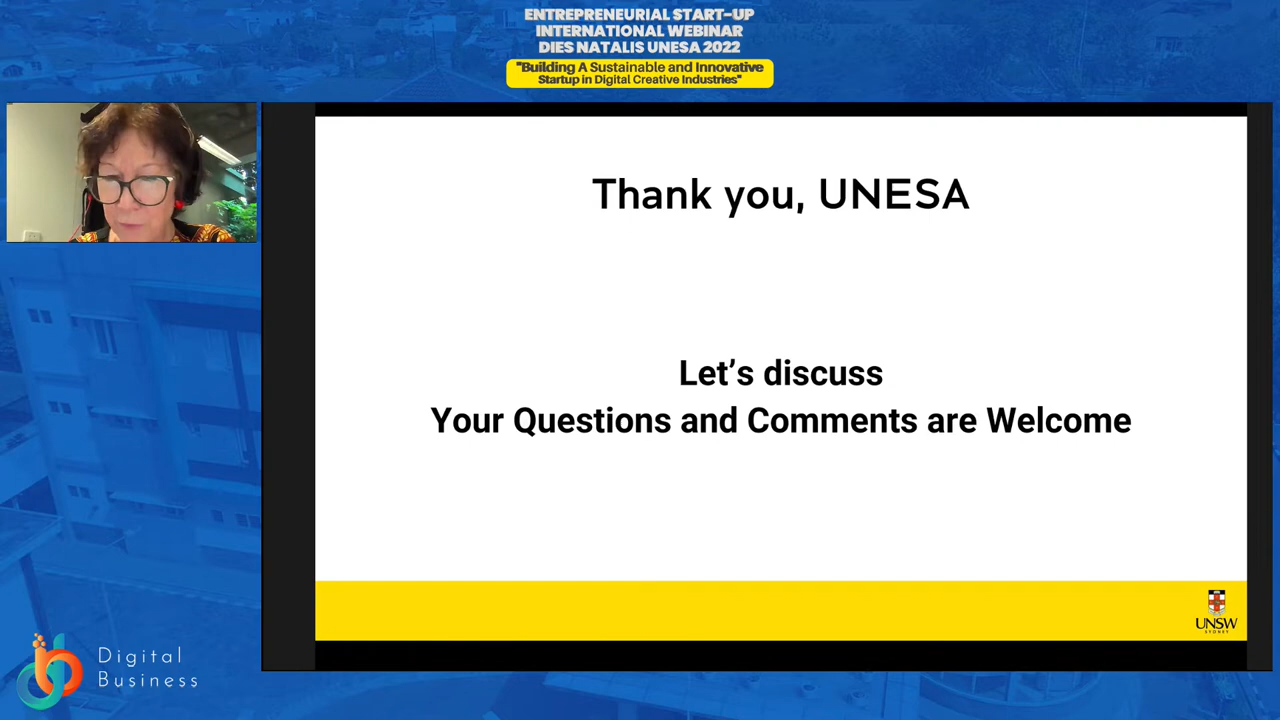 ENTREPRENEURIAL START-UP
INTERNATIONAL WEBINAR
DIES NATALIS UNESA 2022
"Building A Sustainable and Innovative
Startup in Digital Creative Industries"
Thank you, UNESA
Let's discuss
Your Questions and Comments are Welcome
UNSW
SYDNEY
Digital
Business